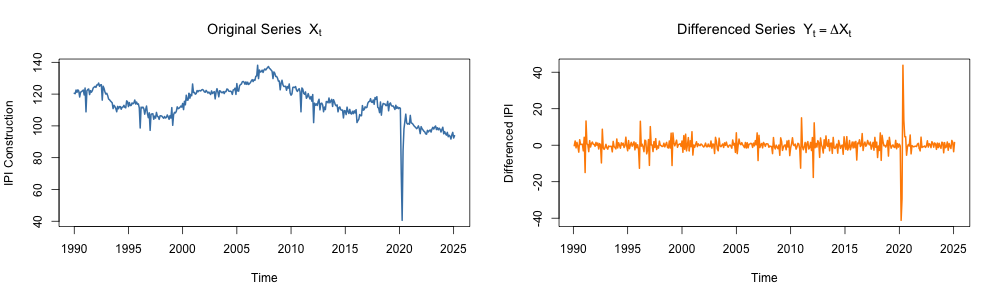 Original Series Xₜ
IPI Construction
140
120
100
80
60
40
1990 1995 2000 2005 2010 2015 2020 2025
Time
Differenced Series Yₜ = ΔXₜ
Differenced IPI
40
20
0
-20
-40
1990 1995 2000 2005 2010 2015 2020 2025
Time